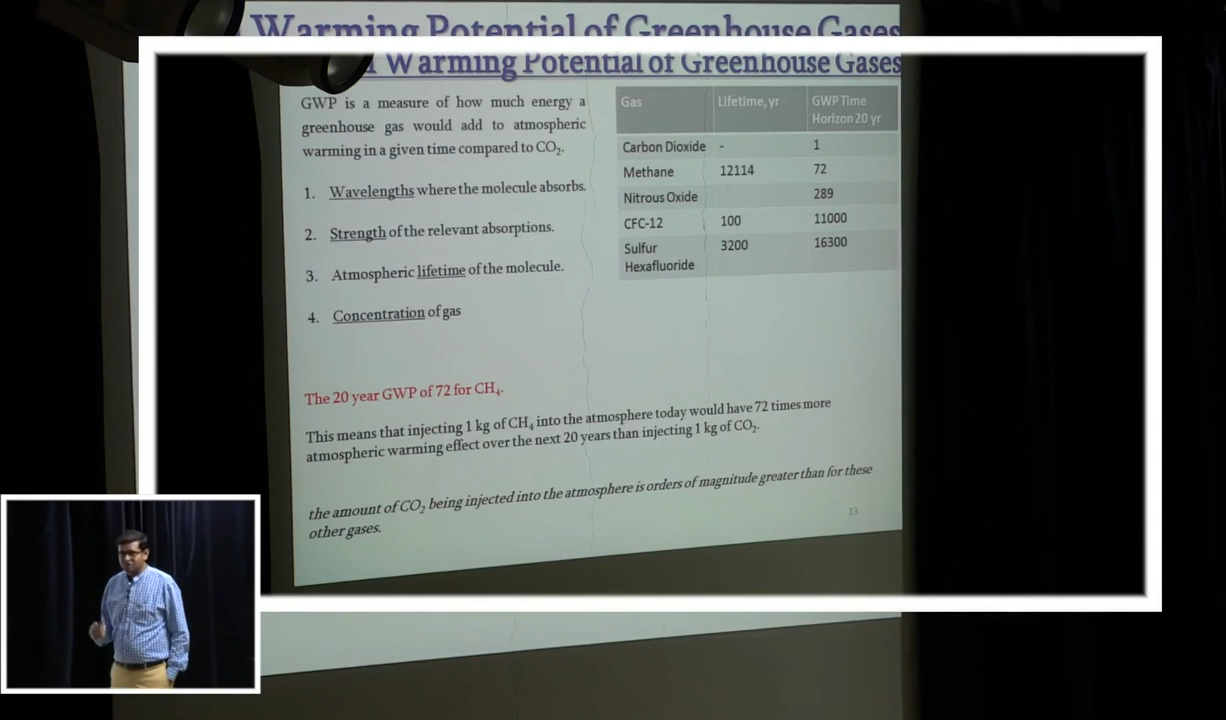 Warming Potential of Greenhouse Gases
Warming Potential of Greenhouse Gases
GWP is a measure of how much energy a
greenhouse gas would add to atmospheric
warming in a given time compared to CO₂.
1. Wavelengths where the molecule absorbs.
2. Strength of the relevant absorptions.
3. Atmospheric lifetime of the molecule.
4. Concentration of gas
Gas Lifetime, yr GWP Time
Horizon 20 yr
Carbon Dioxide - 1
Methane 12114 72
Nitrous Oxide 289
CFC-12 100 11000
Sulfur 3200 16300
Hexafluoride
The 20 year GWP of 72 for CH₄.
This means that injecting 1 kg of CH₄ into the atmosphere today would have 72 times more
atmospheric warming effect over the next 20 years than injecting 1 kg of CO₂.
the amount of CO₂ being injected into the atmosphere is orders of magnitude greater than for these
other gases.
13